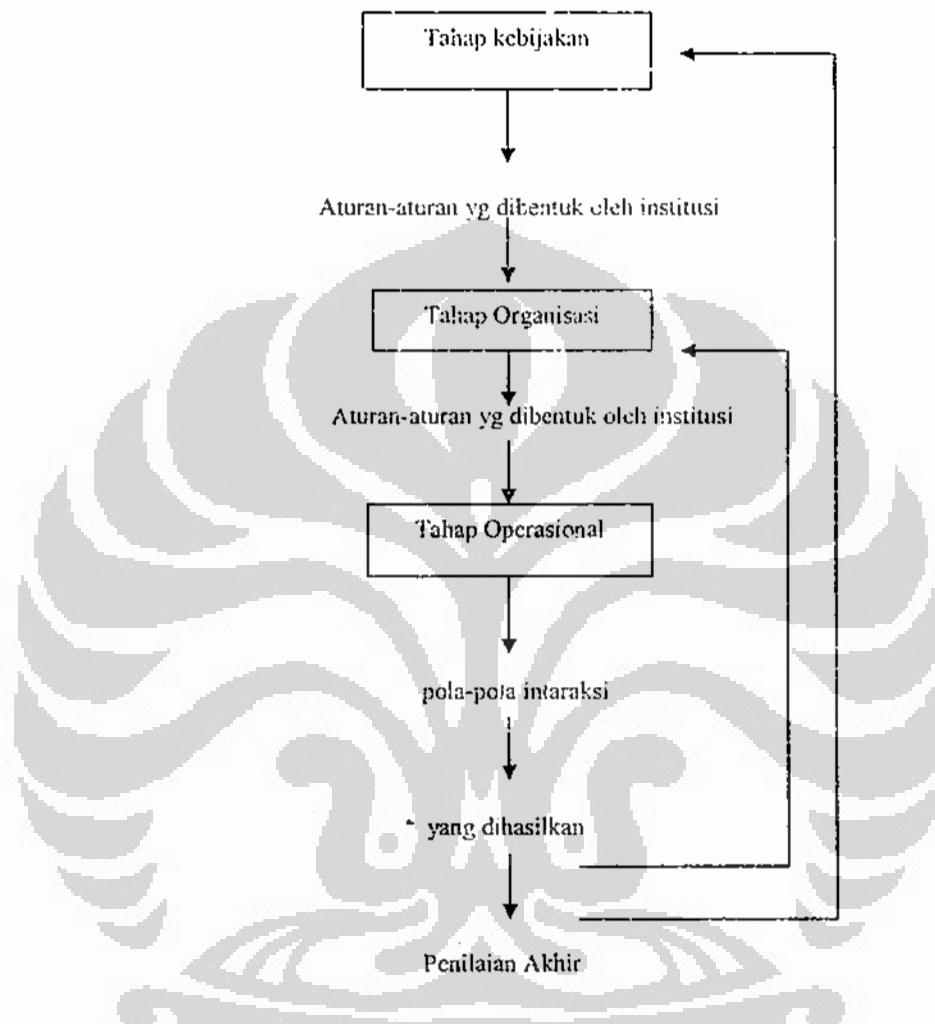 Tahap kebijakan
Aturan-aturan yg dibentuk oleh institusi
Tahap Organisasi
Aturan-aturan yg dibentuk oleh institusi
Tahap Operasional
pola-pola intaraksi
yang dihasilkan
Penilaian Akhir